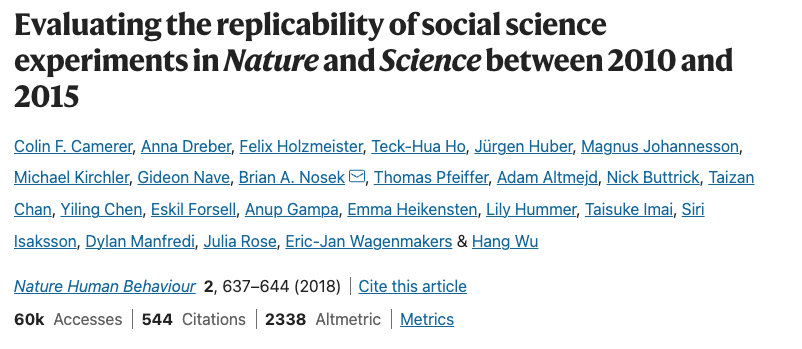 Evaluating the replicability of social science
experiments in Nature and Science between 2010 and
2015
Colin F. Camerer, Anna Dreber, Felix Holzmeister, Teck-Hua Ho, Jürgen Huber, Magnus Johannesson,
Michael Kirchler, Gideon Nave, Brian A. Nosek, Thomas Pfeiffer, Adam Altmejd, Nick Buttrick, Taizan
Chan, Yiling Chen, Eskil Forsell, Anup Gampa, Emma Heikensten, Lily Hummer, Taisuke Imai, Siri
Isaksson, Dylan Manfredi, Julia Rose, Eric-Jan Wagenmakers & Hang Wu
Nature Human Behaviour 2, 637–644 (2018) | Cite this article
60k Accesses | 544 Citations | 2338 Altmetric | Metrics